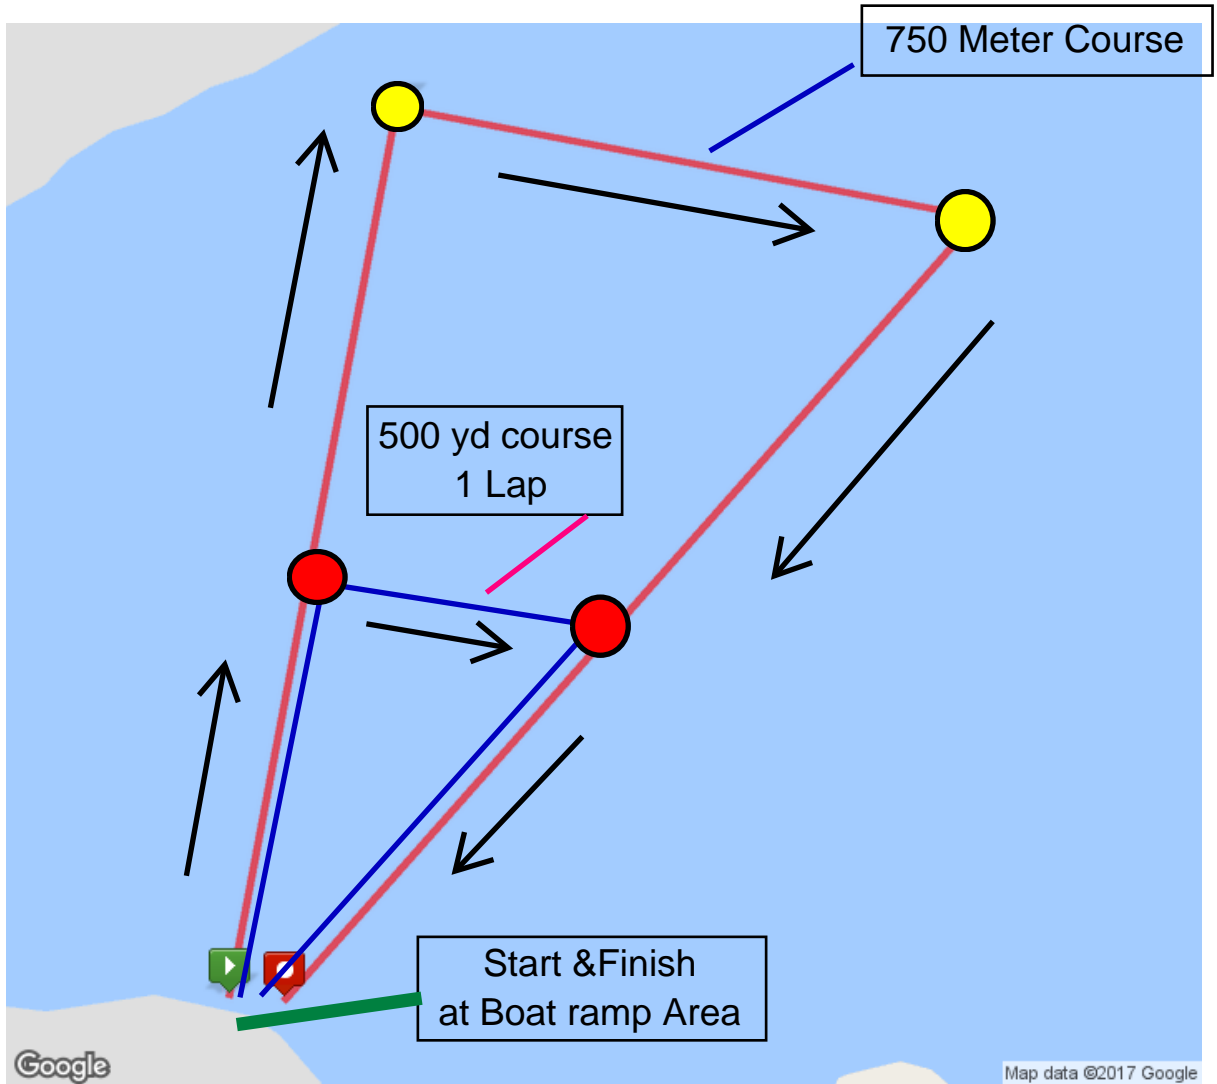 750 Meter Course
500 yd course
1 Lap
Start &Finish
at Boat ramp Area
Google
Map data ©2017 Google